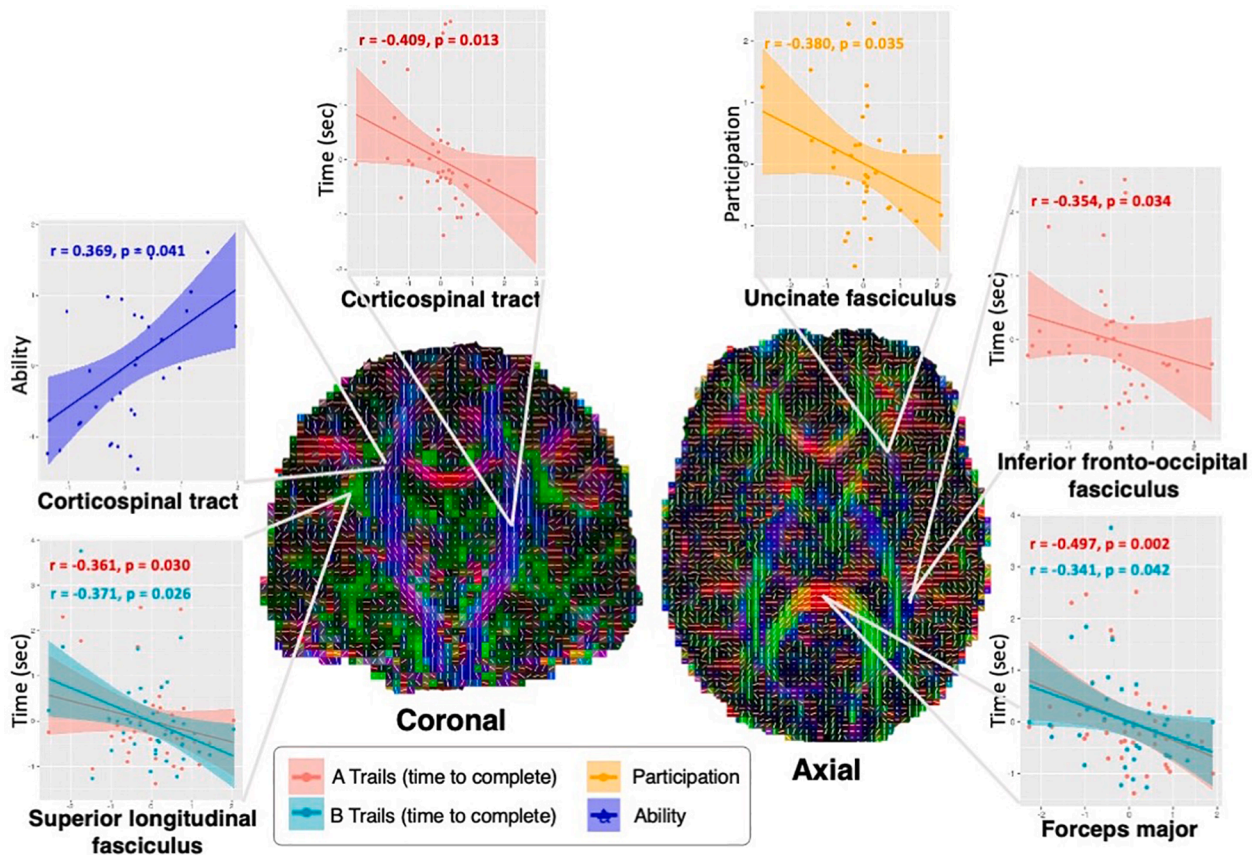 r = -0.409, p = 0.013
Time (sec)
Corticospinal tract
r = -0.380, p = 0.035
Participation
Uncinate fasciculus
r = 0.369, p = 0.041
Ability
Corticospinal tract
r = -0.354, p = 0.034
Time (sec)
Inferior fronto-occipital
fasciculus
r = -0.361, p = 0.030
r = -0.371, p = 0.026
Time (sec)
Superior longitudinal
fasciculus
r = -0.497, p = 0.002
r = -0.341, p = 0.042
Time (sec)
Forceps major
Coronal
Axial
A Trails (time to complete)
B Trails (time to complete)
Participation
Ability